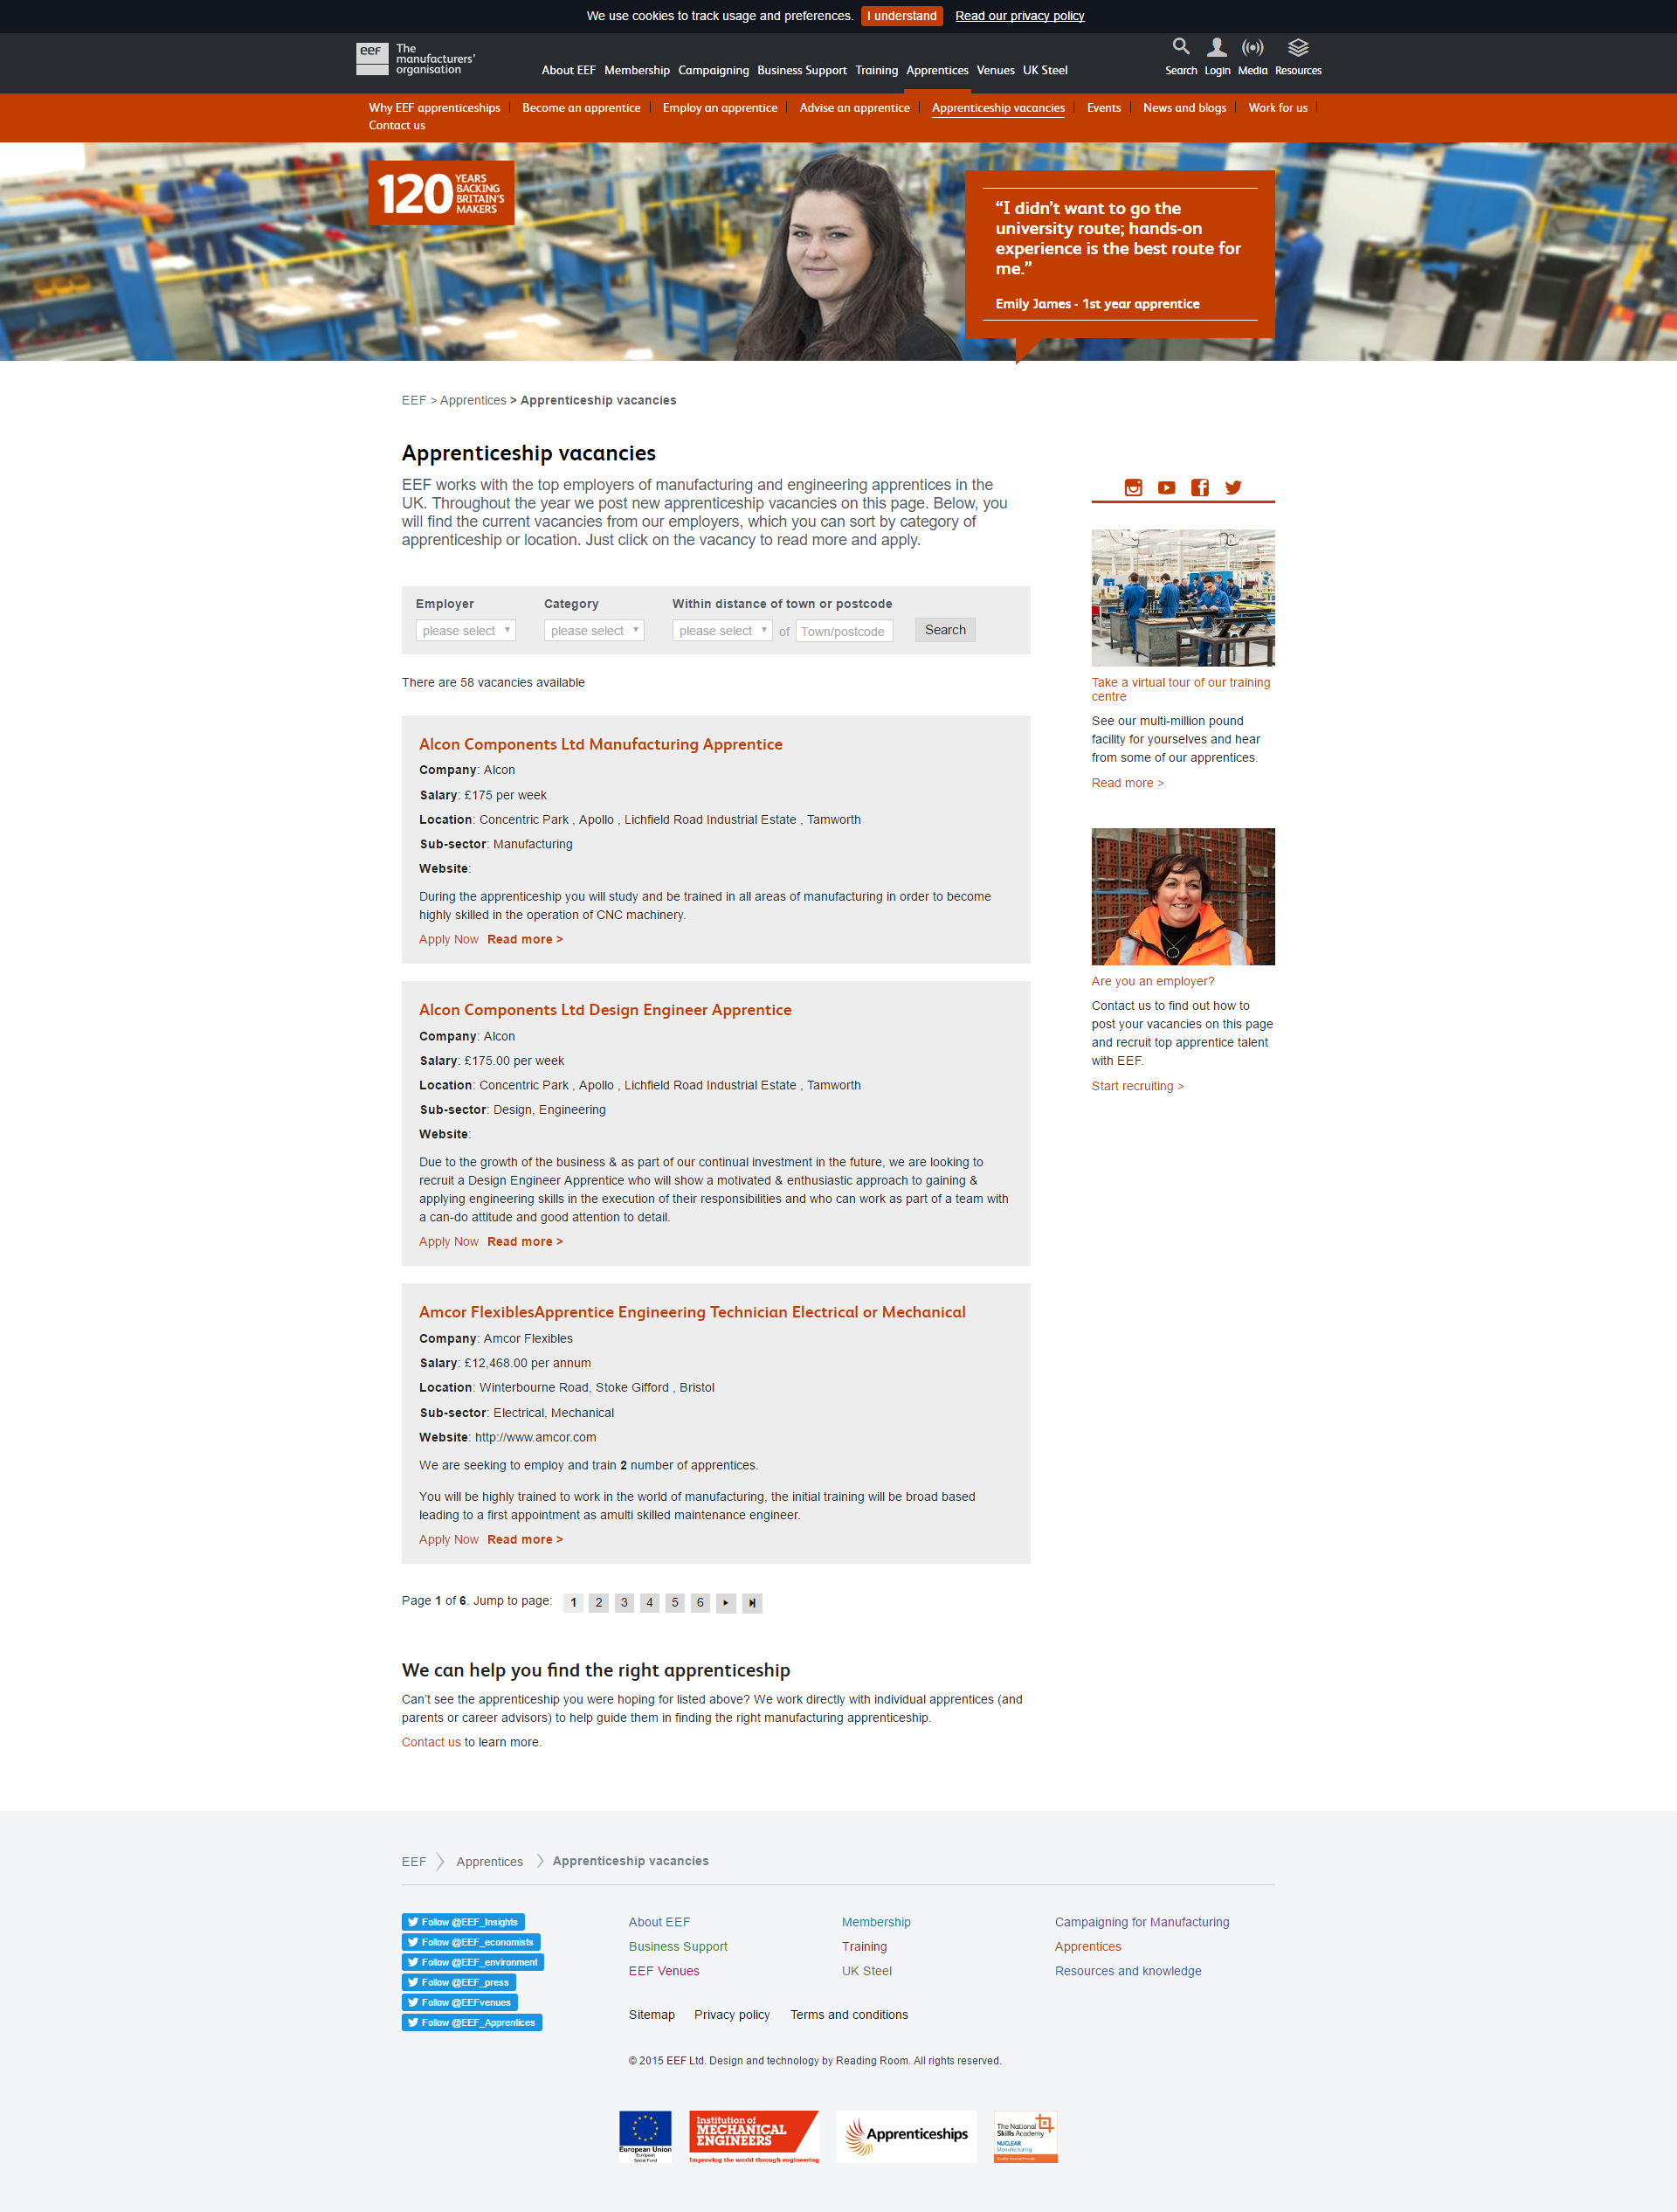 We use cookies to track usage and preferences. I understand Read our privacy policy
eef The manufacturers' organisation
About EEF Membership Campaigning Business Support Training Apprentices Venues UK Steel
Search Login Media Resources
Why EEF apprenticeships Become an apprentice Employ an apprentice Advise an apprentice Apprenticeship vacancies Events News and blogs Work for us
Contact us
120 YEARS BACKING BRITAIN'S MAKERS
“I didn’t want to go the
university route; hands-on
experience is the best route for
me.”
Emily James - 1st year apprentice
EEF > Apprentices > Apprenticeship vacancies
Apprenticeship vacancies
EEF works with the top employers of manufacturing and engineering apprentices in the
UK. Throughout the year we post new apprenticeship vacancies on this page. Below, you
will find the current vacancies from our employers, which you can sort by category of
apprenticeship or location. Just click on the vacancy to read more and apply.
Employer Category Within distance of town or postcode
please select please select please select of Town/postcode Search
There are 58 vacancies available
Alcon Components Ltd Manufacturing Apprentice
Company: Alcon
Salary: £175 per week
Location: Concentric Park , Apollo , Lichfield Road Industrial Estate , Tamworth
Sub-sector: Manufacturing
Website:
During the apprenticeship you will study and be trained in all areas of manufacturing in order to become
highly skilled in the operation of CNC machinery.
Apply Now Read more >
Alcon Components Ltd Design Engineer Apprentice
Company: Alcon
Salary: £175.00 per week
Location: Concentric Park , Apollo , Lichfield Road Industrial Estate , Tamworth
Sub-sector: Design, Engineering
Website:
Due to the growth of the business & as part of our continual investment in the future, we are looking to
recruit a Design Engineer Apprentice who will show a motivated & enthusiastic approach to gaining &
applying engineering skills in the execution of their responsibilities and who can work as part of a team with
a can-do attitude and good attention to detail.
Apply Now Read more >
Amcor FlexiblesApprentice Engineering Technician Electrical or Mechanical
Company: Amcor Flexibles
Salary: £12,468.00 per annum
Location: Winterbourne Road, Stoke Gifford , Bristol
Sub-sector: Electrical, Mechanical
Website: http://www.amcor.com
We are seeking to employ and train 2 number of apprentices.
You will be highly trained to work in the world of manufacturing, the initial training will be broad based
leading to a first appointment as amulti skilled maintenance engineer.
Apply Now Read more >
Page 1 of 6. Jump to page: 1 2 3 4 5 6
We can help you find the right apprenticeship
Can’t see the apprenticeship you were hoping for listed above? We work directly with individual apprentices (and
parents or career advisors) to help guide them in finding the right manufacturing apprenticeship.
Contact us to learn more.
Take a virtual tour of our training
centre
See our multi-million pound
facility for yourselves and hear
from some of our apprentices.
Read more >
Are you an employer?
Contact us to find out how to
post your vacancies on this page
and recruit top apprentice talent
with EEF.
Start recruiting >
EEF Apprentices Apprenticeship vacancies
Follow @EEF_Insights
Follow @EEF_economists
Follow @EEF_environment
Follow @EEF_press
Follow @EEFvenues
Follow @EEF_Apprentices
About EEF Membership Campaigning for Manufacturing
Business Support Training Apprentices
EEF Venues UK Steel Resources and knowledge
Sitemap Privacy policy Terms and conditions
© 2015 EEF Ltd. Design and technology by Reading Room. All rights reserved.
European Union
European
Social Fund
Institution of
MECHANICAL
ENGINEERS
Improving the world through engineering
Apprenticeships
The National
Skills Academy
NUCLEAR
Manufacturing